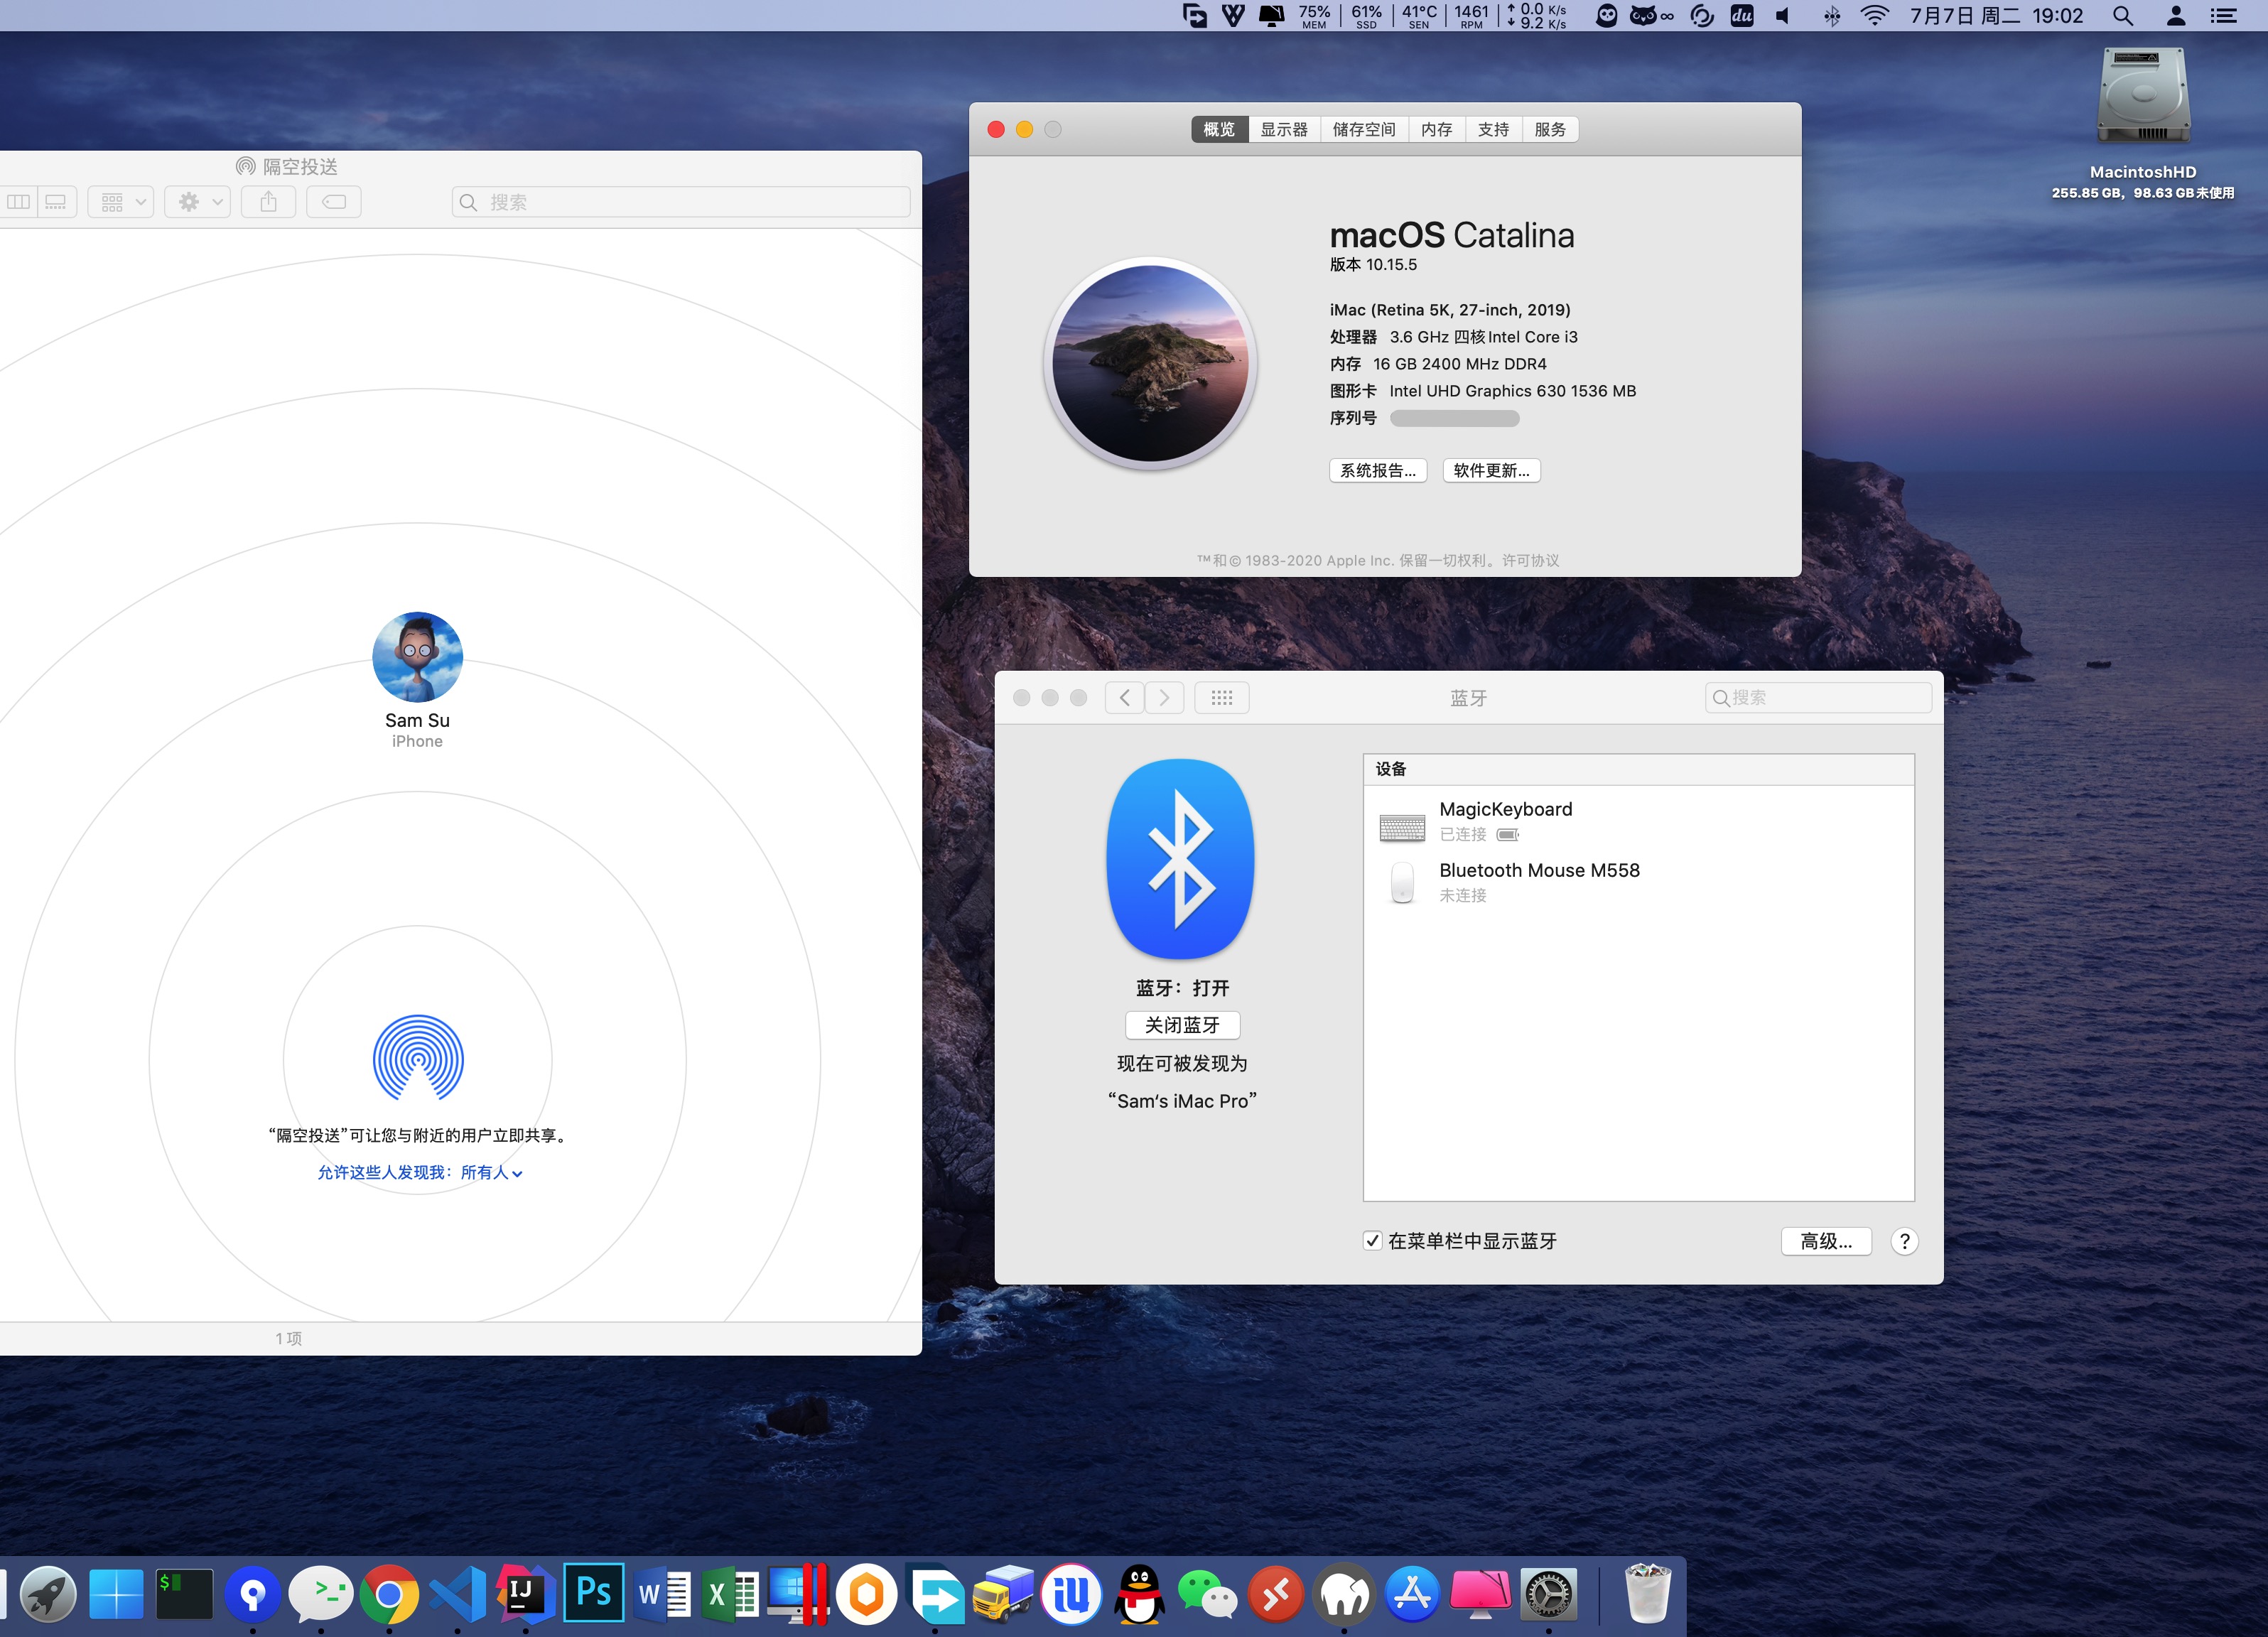 75% MEM 61% SSD 41°C SEN 1461 RPM 0.0 K/s 9.2 K/s du 7月7日 周二 19:02
MacintoshHD
255.85 GB，98.63 GB未使用
隔空投送
搜索
Sam Su
iPhone
“隔空投送”可让您与附近的用户立即共享。
允许这些人发现我：所有人
1项
概览 显示器 储存空间 内存 支持 服务
macOS Catalina
版本 10.15.5
iMac (Retina 5K, 27-inch, 2019)
处理器 3.6 GHz 四核Intel Core i3
内存 16 GB 2400 MHz DDR4
图形卡 Intel UHD Graphics 630 1536 MB
序列号
系统报告... 软件更新...
™和© 1983-2020 Apple Inc. 保留一切权利。许可协议
蓝牙
搜索
蓝牙：打开
关闭蓝牙
现在可被发现为
“Sam‘s iMac Pro”
设备
MagicKeyboard
已连接
Bluetooth Mouse M558
未连接
在菜单栏中显示蓝牙
高级... ?
$ >- IJ Ps W X iU